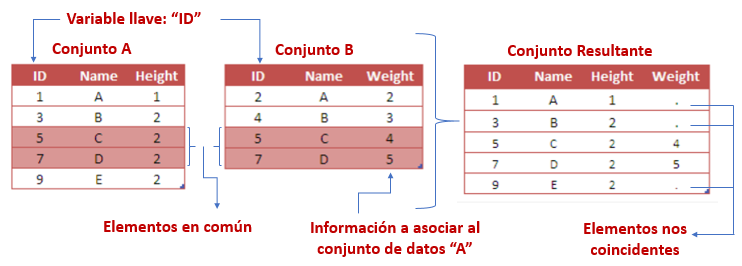 Variable llave: “ID”
Conjunto A
ID Name Height
1 A 1
3 B 2
5 C 2
7 D 2
9 E 2
Conjunto B
ID Name Weight
2 A 2
4 B 3
5 C 4
7 D 5
Conjunto Resultante
ID Name Height Weight
1 A 1 .
3 B 2 .
5 C 2 4
7 D 2 5
9 E 2 .
Elementos en común
Información a asociar al
conjunto de datos “A”
Elementos nos
coincidentes